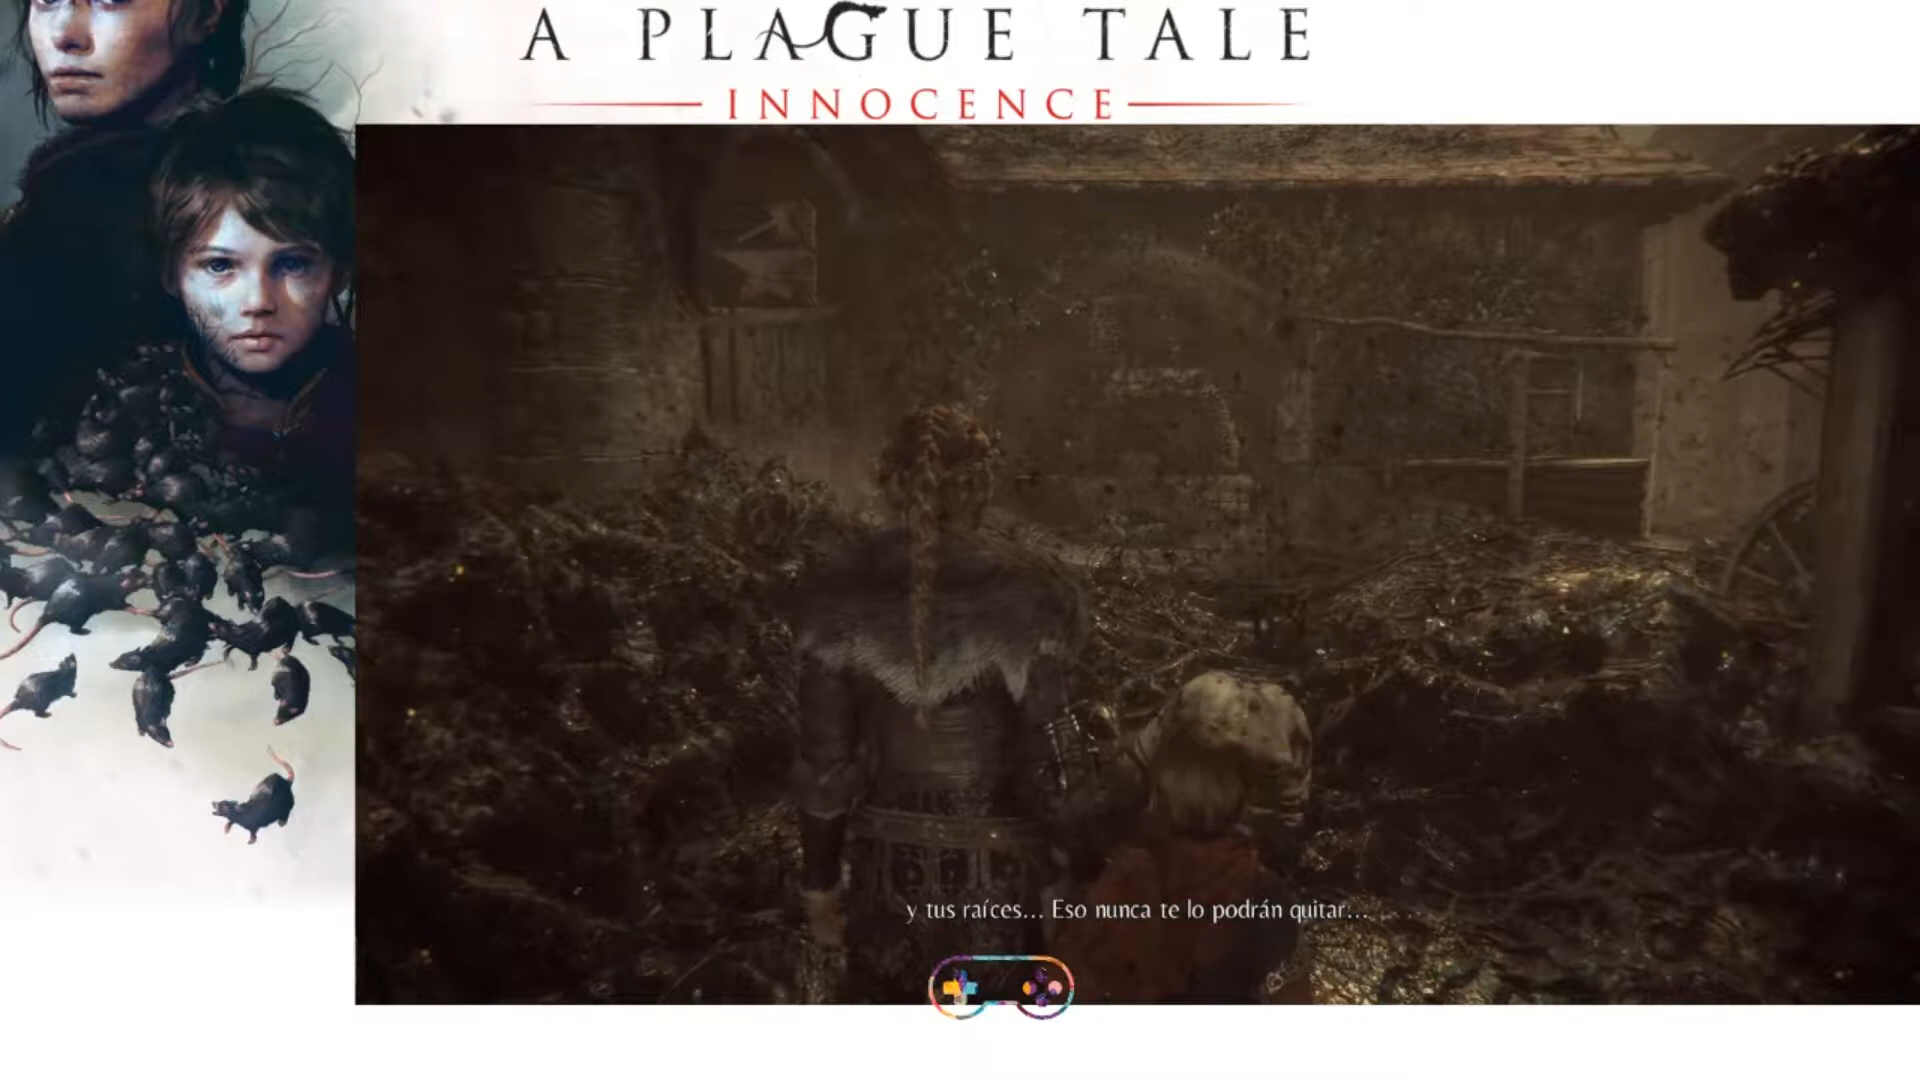 A PLAGUE TALE
INNOCENCE
y tus raíces... Eso nunca te lo podrán quitar...